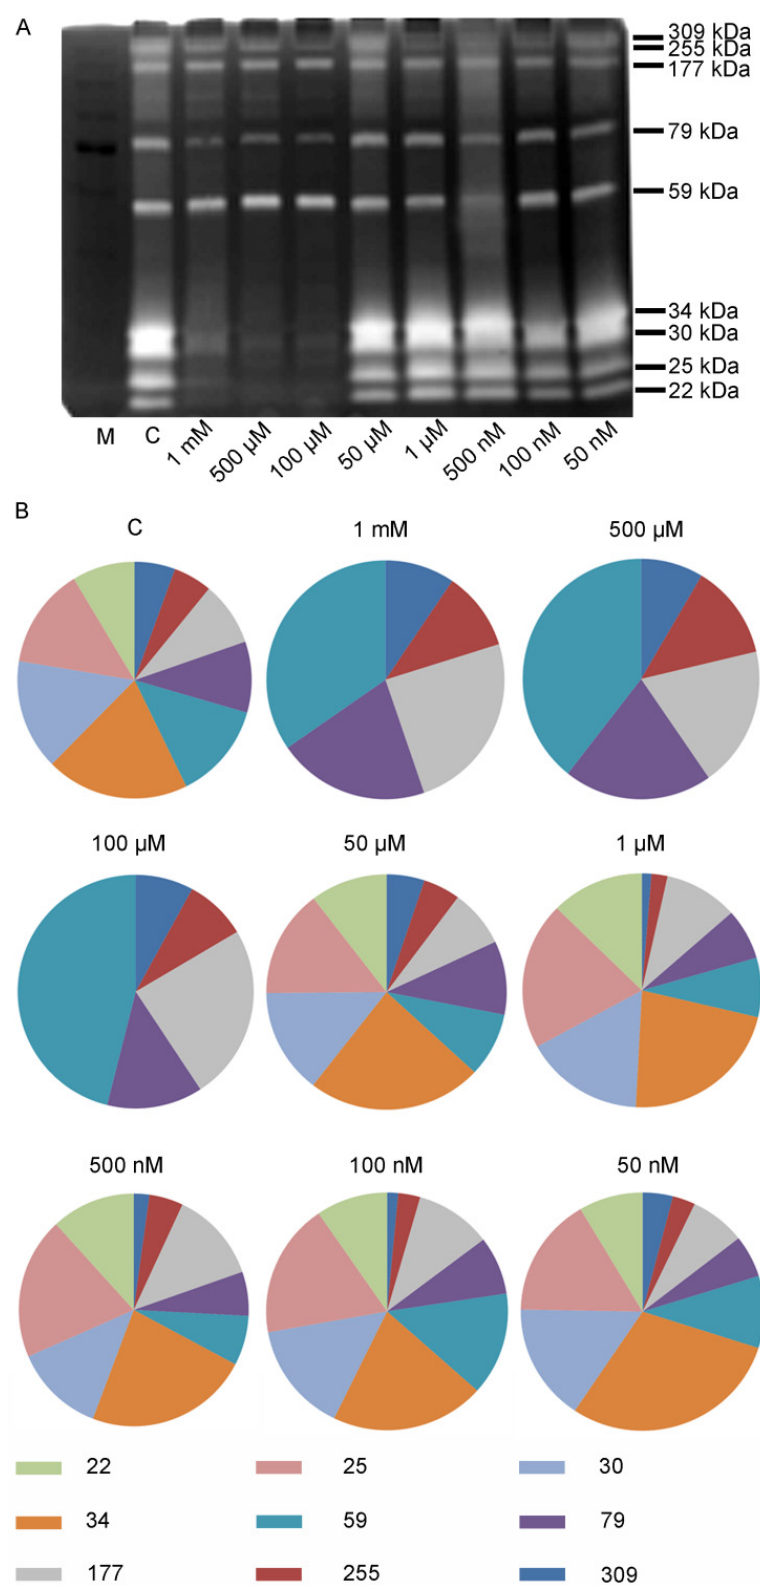 A
309 kDa
255 kDa
177 kDa
79 kDa
59 kDa
34 kDa
30 kDa
25 kDa
22 kDa
M C 1 mM 500 µM 100 µM 50 µM 1 µM 500 nM 100 nM 50 nM
B
C 1 mM 500 µM
100 µM 50 µM 1 µM
500 nM 100 nM 50 nM
22 25 30
34 59 79
177 255 309